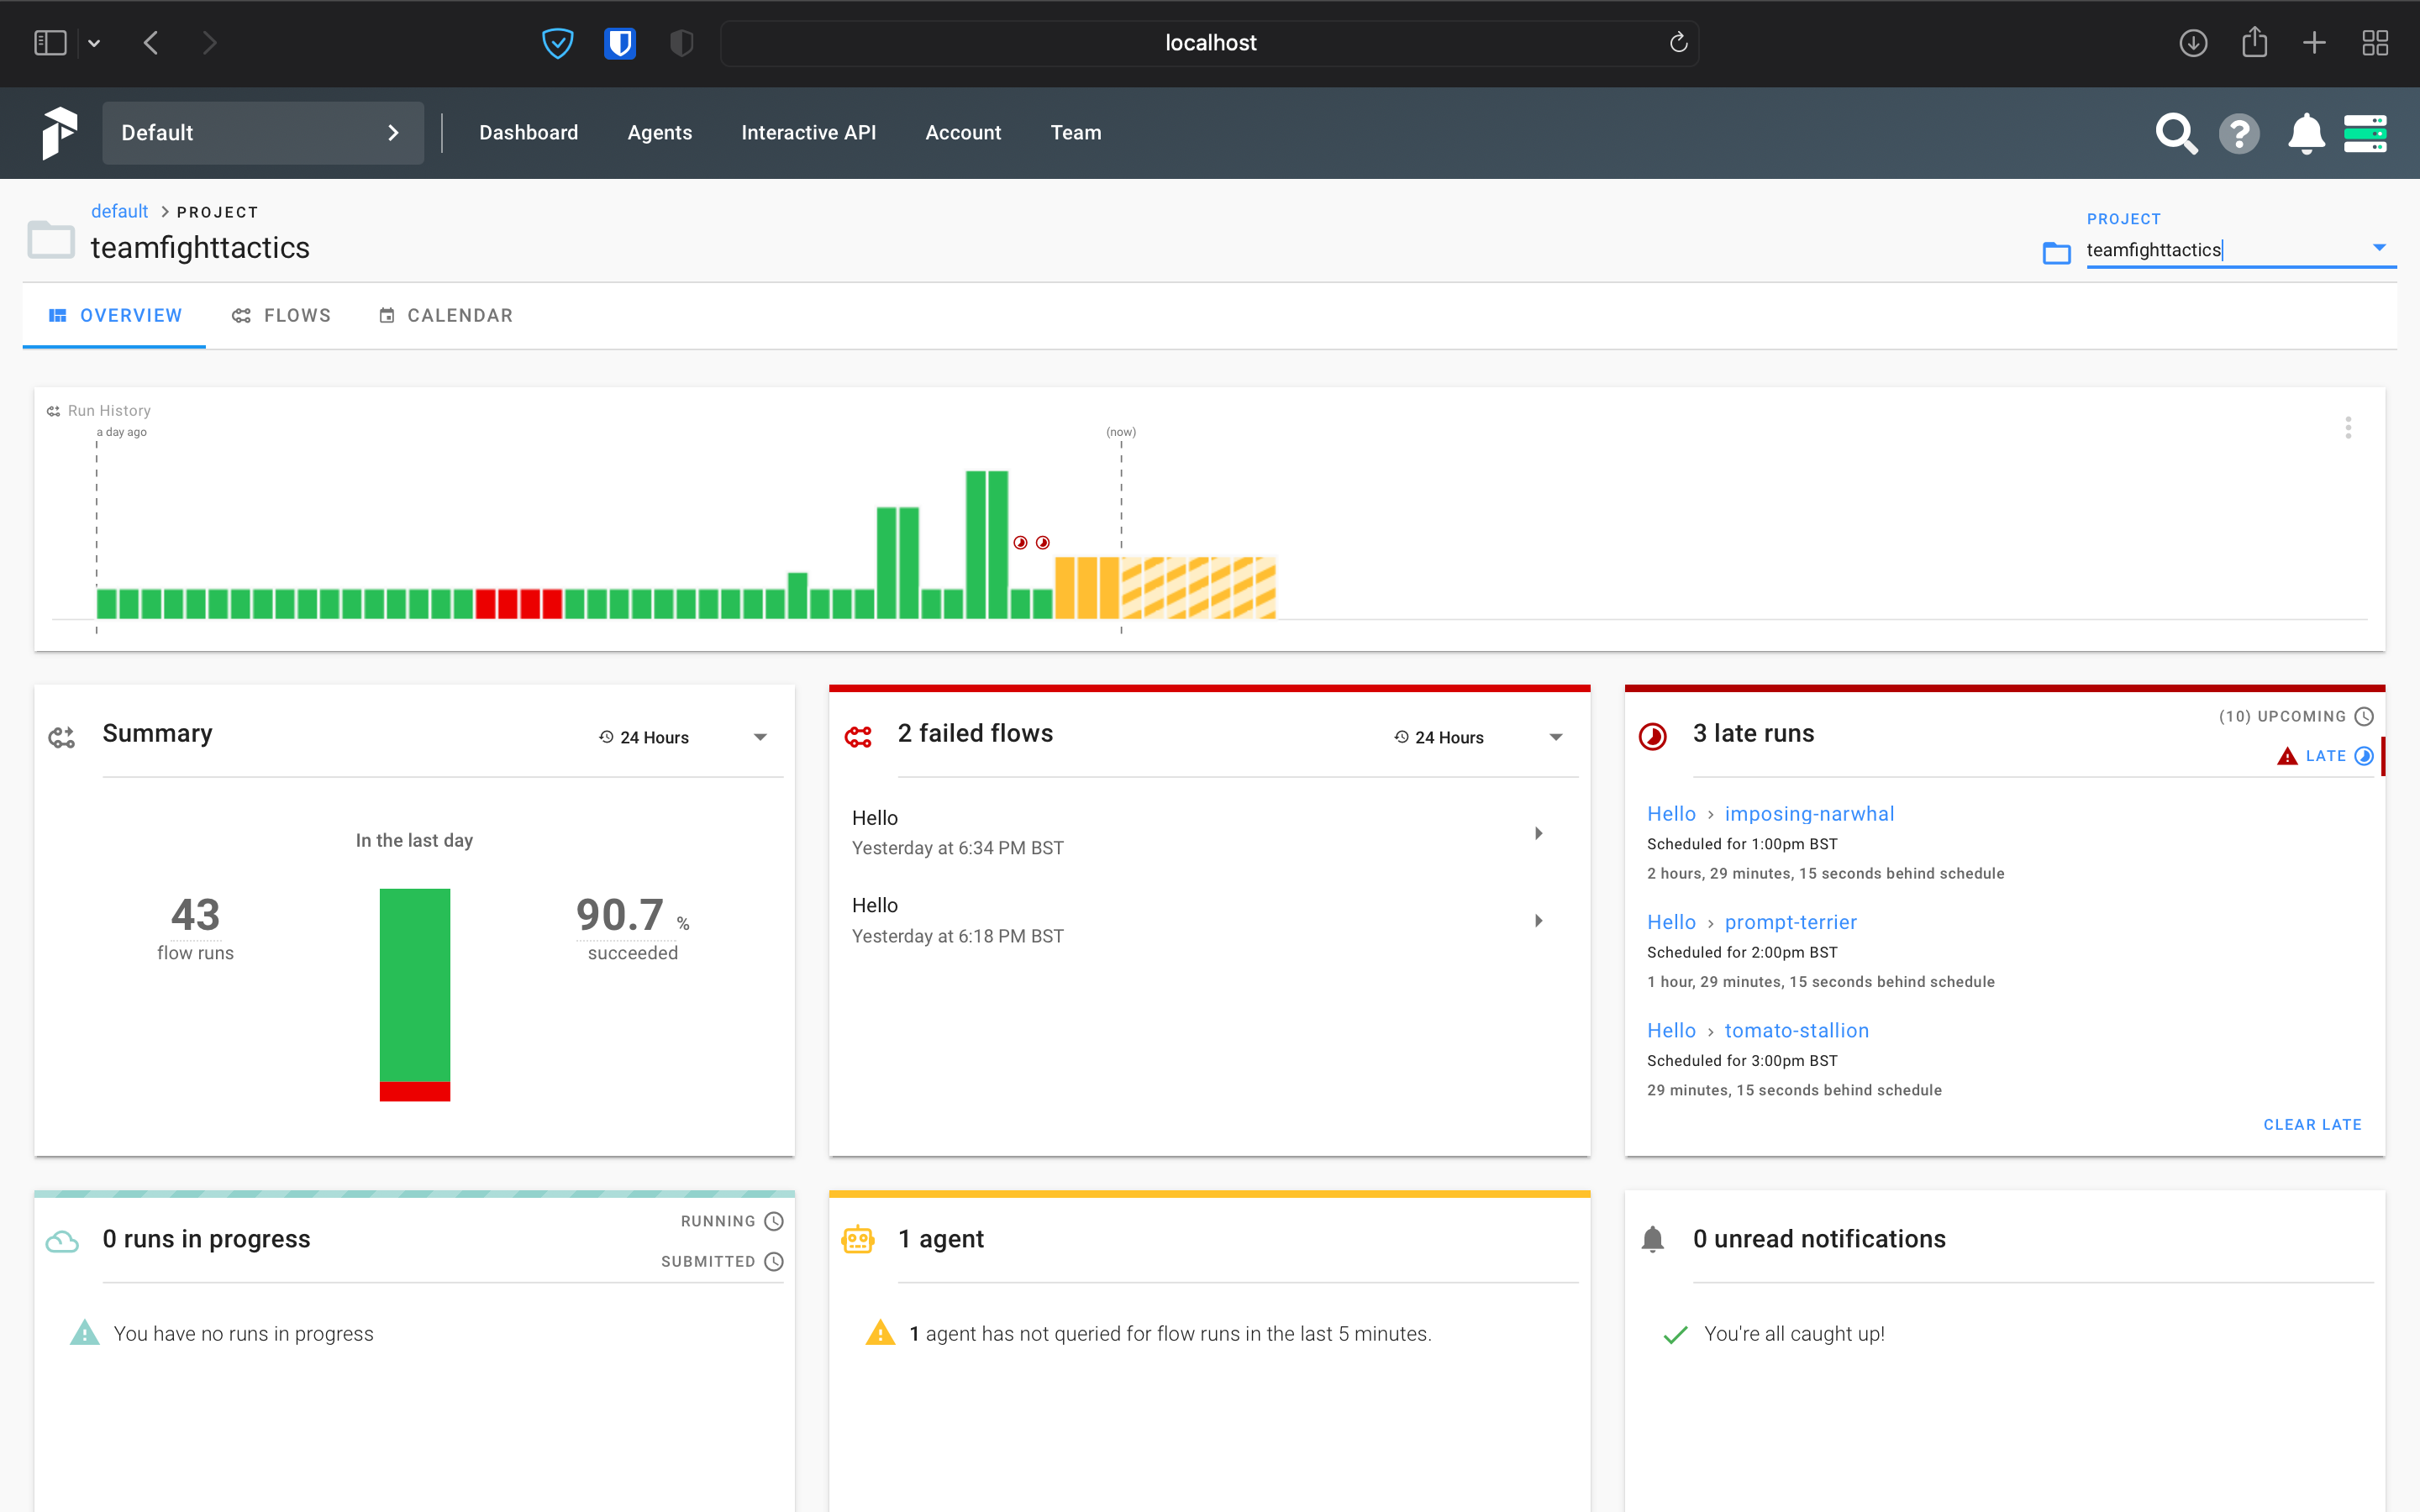 localhost
Default
Dashboard
Agents
Interactive API
Account
Team
default > PROJECT
teamfighttactics
PROJECT
teamfighttactics
OVERVIEW
FLOWS
CALENDAR
Run History
a day ago
(now)
Summary
24 Hours
In the last day
43
flow runs
90.7 %
succeeded
2 failed flows
24 Hours
Hello
Yesterday at 6:34 PM BST
Hello
Yesterday at 6:18 PM BST
3 late runs
(10) UPCOMING
LATE
Hello > imposing-narwhal
Scheduled for 1:00pm BST
2 hours, 29 minutes, 15 seconds behind schedule
Hello > prompt-terrier
Scheduled for 2:00pm BST
1 hour, 29 minutes, 15 seconds behind schedule
Hello > tomato-stallion
Scheduled for 3:00pm BST
29 minutes, 15 seconds behind schedule
CLEAR LATE
0 runs in progress
RUNNING
SUBMITTED
You have no runs in progress
1 agent
1 agent has not queried for flow runs in the last 5 minutes.
0 unread notifications
You're all caught up!